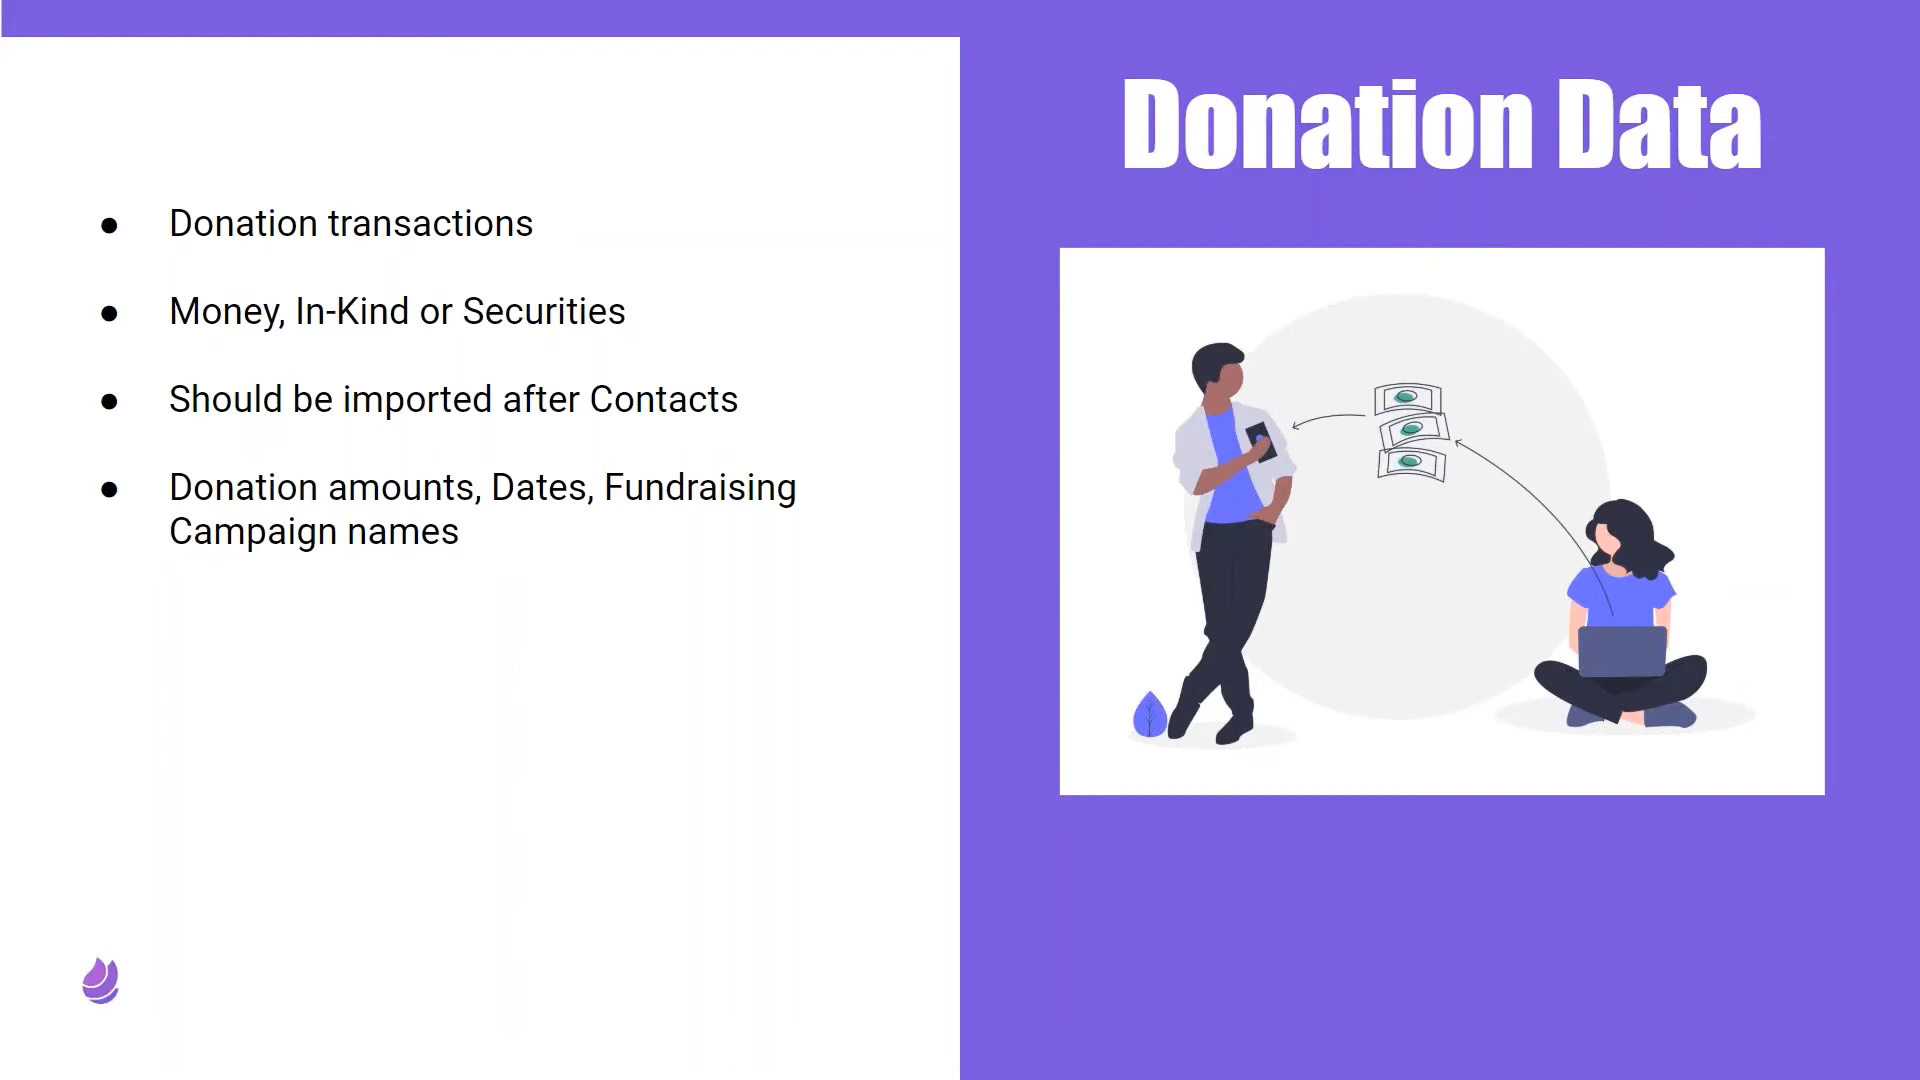 Donation Data
● Donation transactions
● Money, In-Kind or Securities
● Should be imported after Contacts
● Donation amounts, Dates, Fundraising
Campaign names